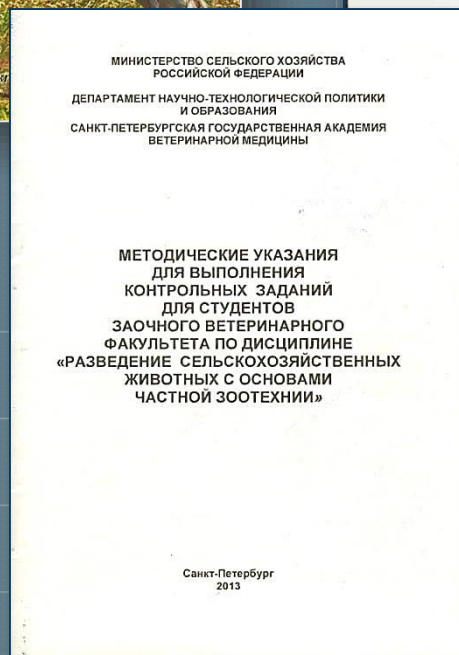 МИНИСТЕРСТВО СЕЛЬСКОГО ХОЗЯЙСТВА
РОССИЙСКОЙ ФЕДЕРАЦИИ
ДЕПАРТАМЕНТ НАУЧНО-ТЕХНОЛОГИЧЕСКОЙ ПОЛИТИКИ
И ОБРАЗОВАНИЯ
САНКТ-ПЕТЕРБУРГСКАЯ ГОСУДАРСТВЕННАЯ АКАДЕМИЯ
ВЕТЕРИНАРНОЙ МЕДИЦИНЫ
МЕТОДИЧЕСКИЕ УКАЗАНИЯ
ДЛЯ ВЫПОЛНЕНИЯ
КОНТРОЛЬНЫХ ЗАДАНИЙ
ДЛЯ СТУДЕНТОВ
ЗАОЧНОГО ВЕТЕРИНАРНОГО
ФАКУЛЬТЕТА ПО ДИСЦИПЛИНЕ
«РАЗВЕДЕНИЕ СЕЛЬСКОХОЗЯЙСТВЕННЫХ
ЖИВОТНЫХ С ОСНОВАМИ
ЧАСТНОЙ ЗООТЕХНИИ»
Санкт-Петербург
2013